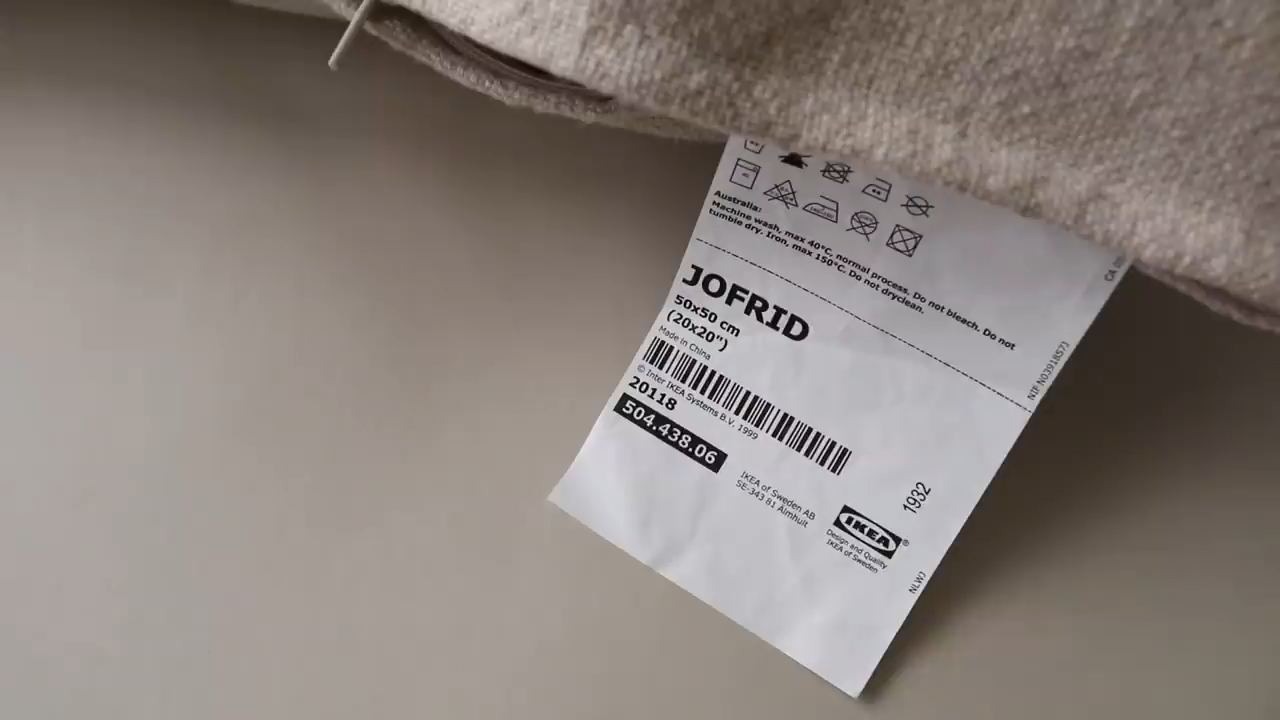 Australia:
Machine wash, max 40°C, normal process. Do not bleach. Do not
tumble dry. Iron, max 150°C. Do not dryclean.
JOFRID
50x50 cm
(20x20")
Made in China
© Inter IKEA Systems B.V. 1999
20118
504.438.06
IKEA of Sweden AB
SE-343 81 Älmhult
1932
IKEA®
Design and Quality
IKEA of Sweden
NLWJ
CA